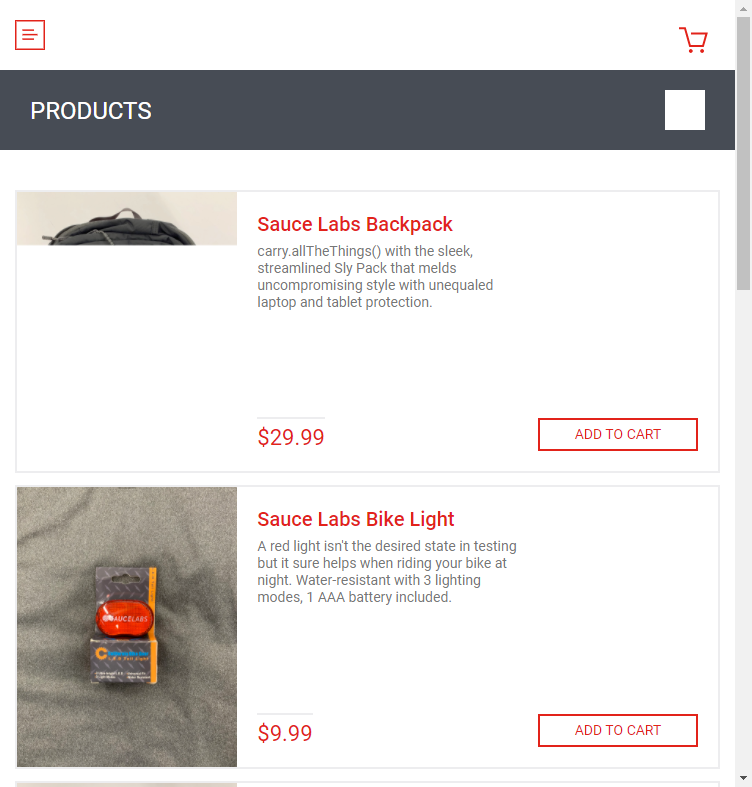 PRODUCTS
Sauce Labs Backpack
carry.allTheThings() with the sleek,
streamlined Sly Pack that melds
uncompromising style with unequaled
laptop and tablet protection.
$29.99
ADD TO CART
Sauce Labs Bike Light
A red light isn't the desired state in testing
but it sure helps when riding your bike at
night. Water-resistant with 3 lighting
modes, 1 AAA battery included.
AUCELABS
$9.99
ADD TO CART